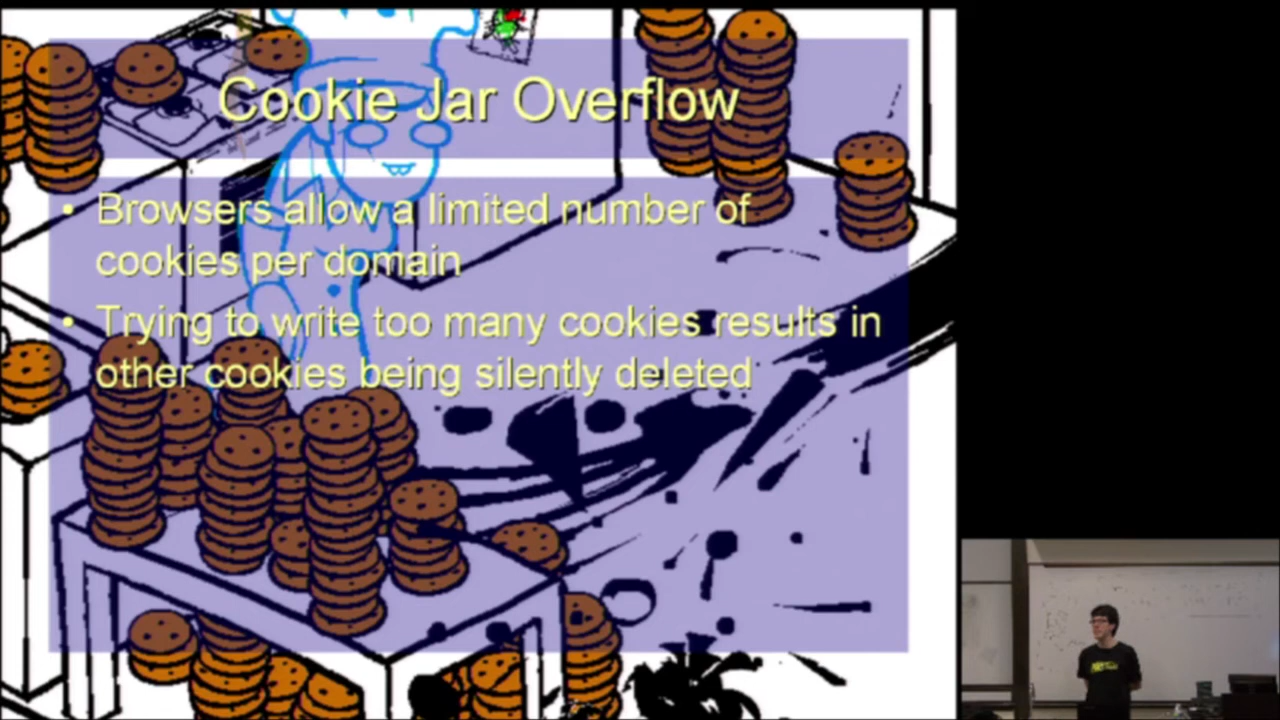 Cookie Jar Overflow
• Browsers allow a limited number of
cookies per domain
• Trying to write too many cookies results in
other cookies being silently deleted